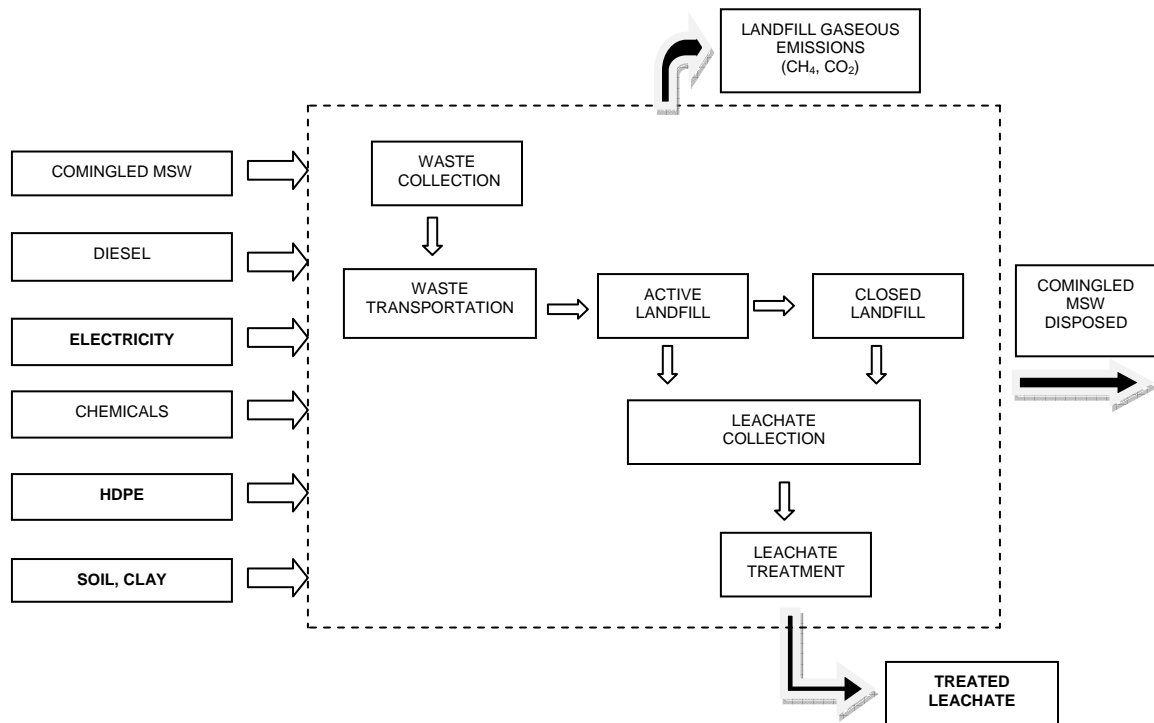 LANDFILL GASEOUS
EMISSIONS
(CH₄, CO₂)
COMINGLED MSW
DIESEL
ELECTRICITY
CHEMICALS
HDPE
SOIL, CLAY
WASTE
COLLECTION
WASTE
TRANSPORTATION
ACTIVE
LANDFILL
CLOSED
LANDFILL
LEACHATE
COLLECTION
LEACHATE
TREATMENT
COMINGLED
MSW
DISPOSED
TREATED
LEACHATE